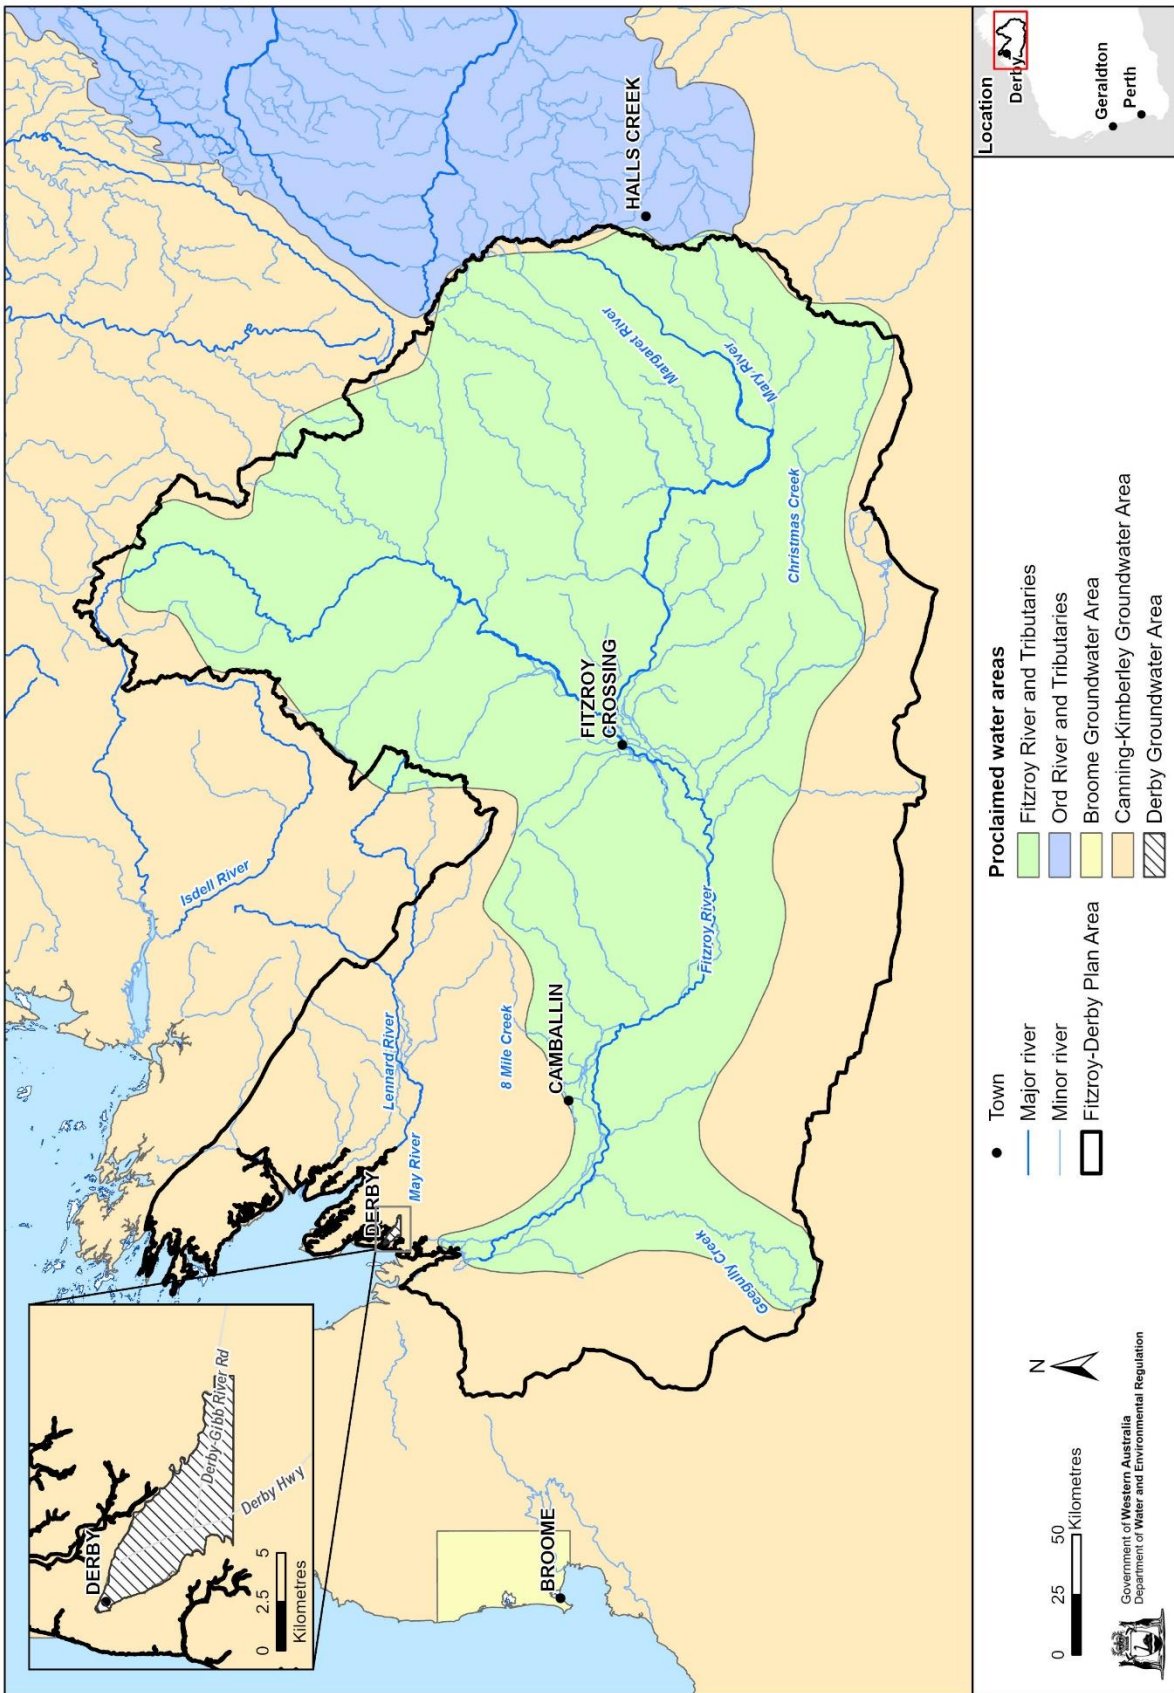 DERBY
Derby-Gibb River Rd
Derby Hwy
0 2.5 5
Kilometres
Isdell River
Lennard River
May River
DERBY
8 Mile Creek
CAMBALLIN
FITZROY
CROSSING
Fitzroy River
Geegully Creek
BROOME
Margaret River
Mary River
Christmas Creek
HALLS CREEK
0 25 50
Kilometres
N
Government of Western Australia
Department of Water and Environmental Regulation
Town
Major river
Minor river
Fitzroy-Derby Plan Area
Proclaimed water areas
Fitzroy River and Tributaries
Ord River and Tributaries
Broome Groundwater Area
Canning-Kimberley Groundwater Area
Derby Groundwater Area
Location
Derby
Geraldton
Perth